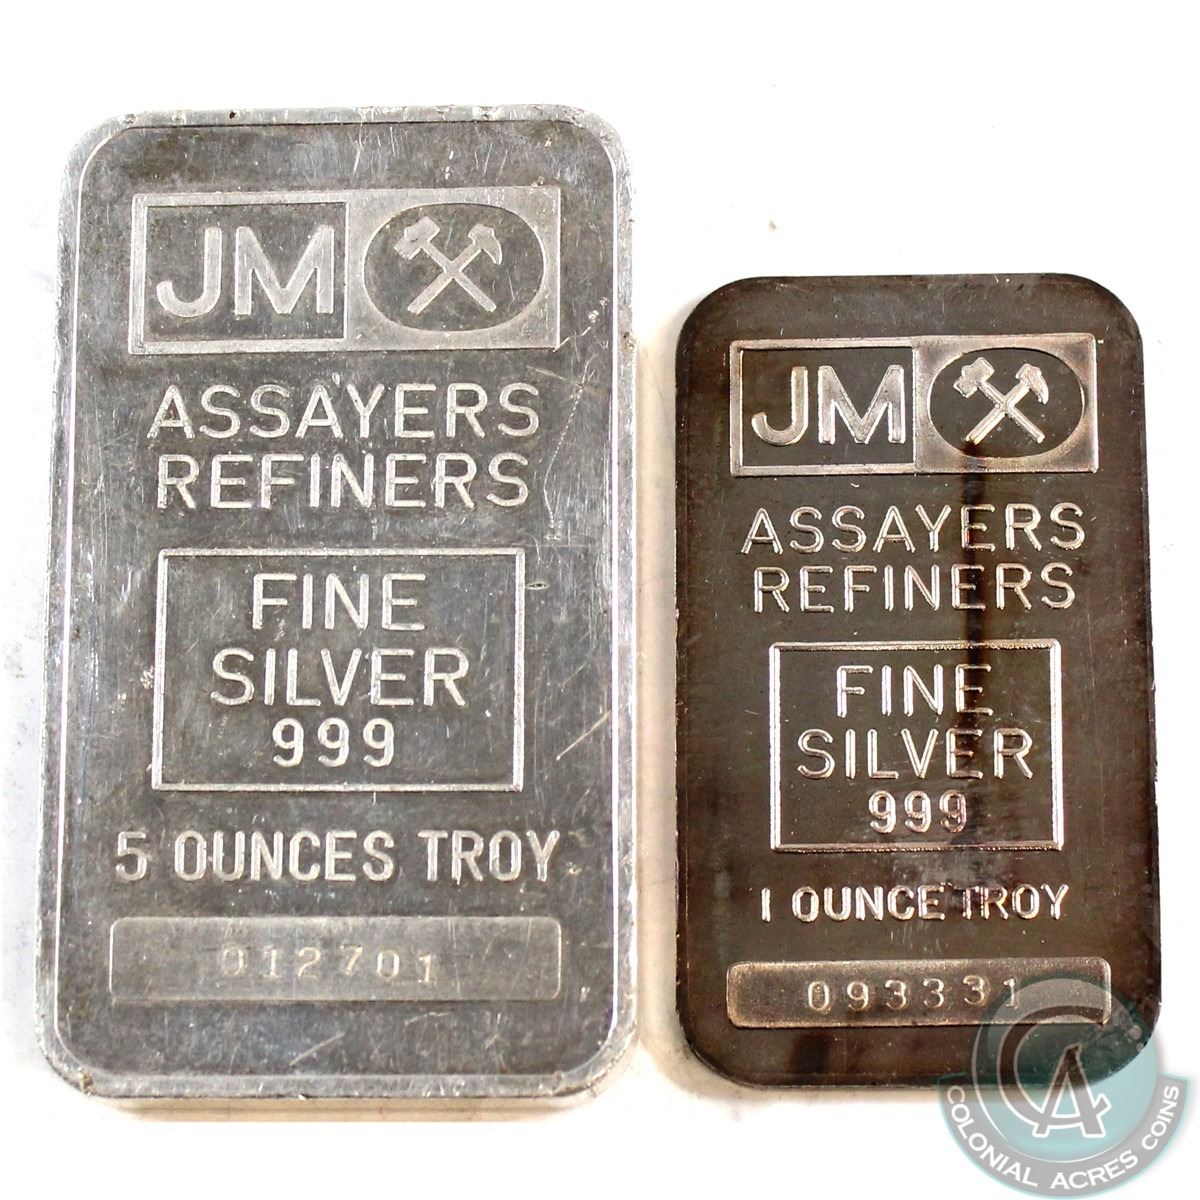 JM
ASSAYERS
REFINERS
FINE
SILVER
999
5 OUNCES TROY
012701
JM
ASSAYERS
REFINERS
FINE
SILVER
999
1 OUNCE TROY
093331
CA
COLONIAL ACRES COINS